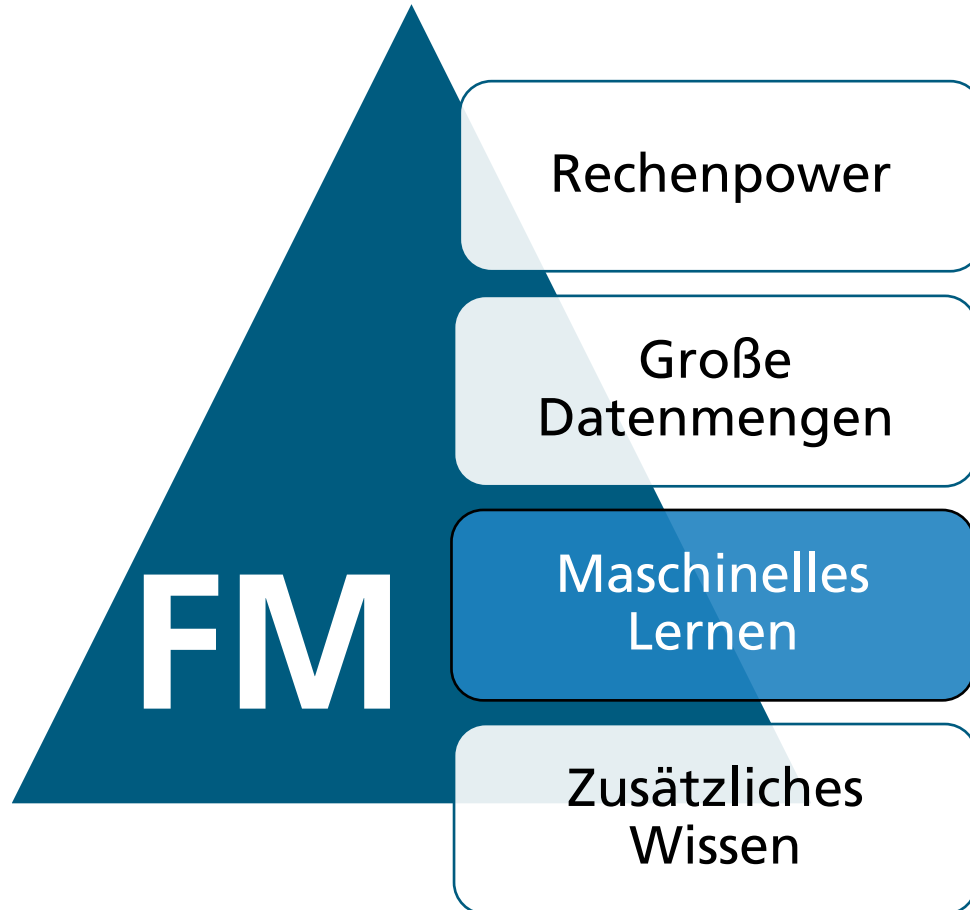 Rechenpower
Große
Datenmengen
FM
Maschinelles
Lernen
Zusätzliches
Wissen